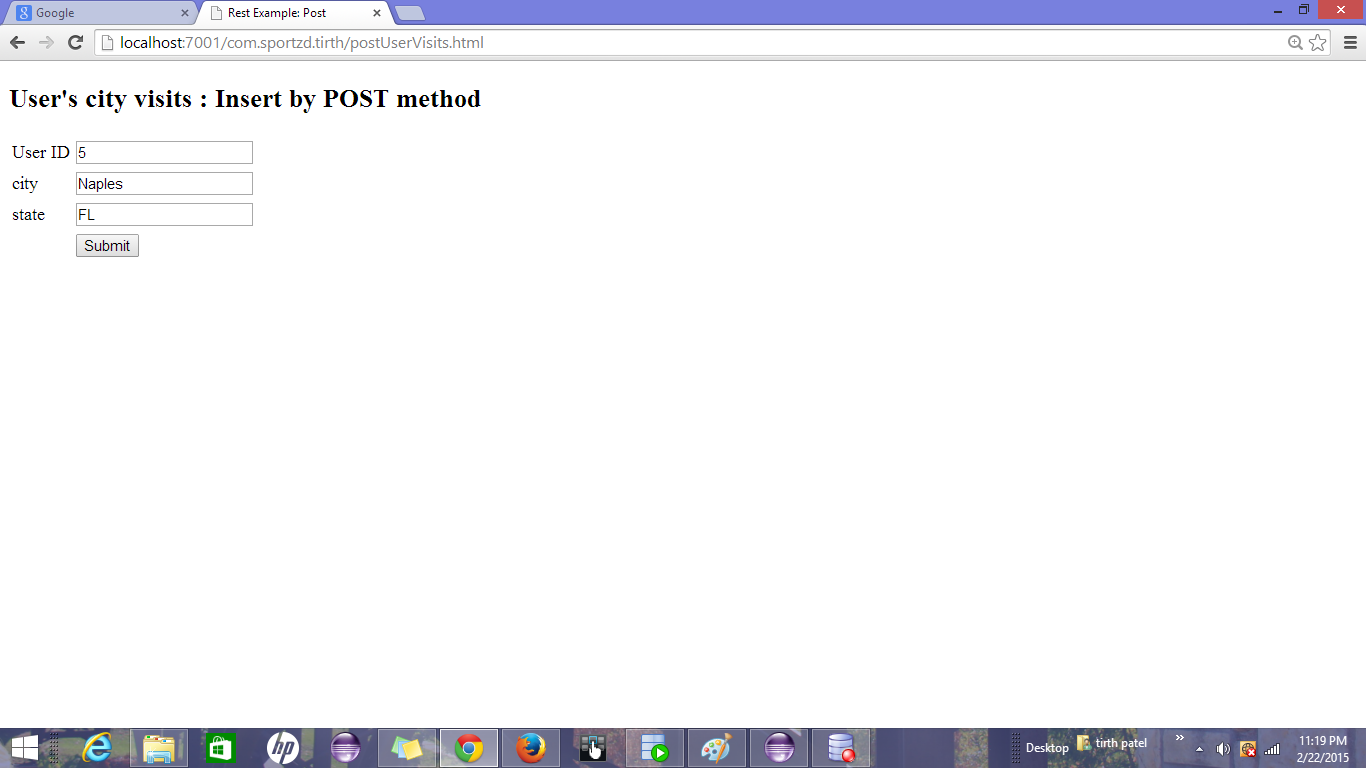 Google
Rest Example: Post
localhost:7001/com.sportzd.tirth/postUserVisits.html
User's city visits : Insert by POST method
User ID 5
city Naples
state FL
Submit
hp
Desktop
tirth patel
11:19 PM
2/22/2015